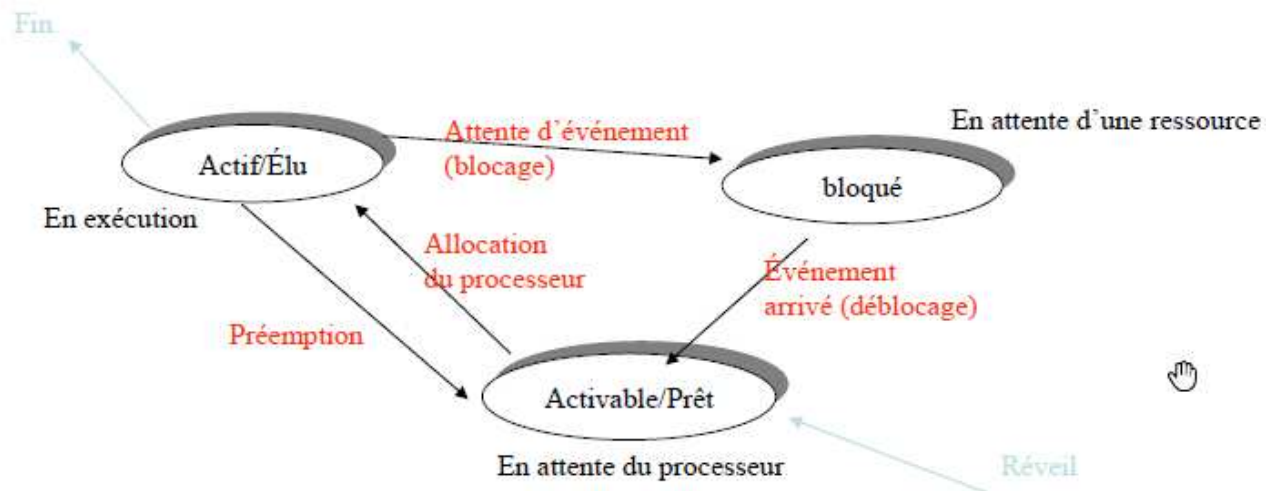 Fin
Attente d'événement
(blocage)
En attente d'une ressource
Actif/Élu
bloqué
En exécution
Allocation
du processeur
Événement
arrivé (déblocage)
Préemption
Activable/Prêt
En attente du processeur
Réveil